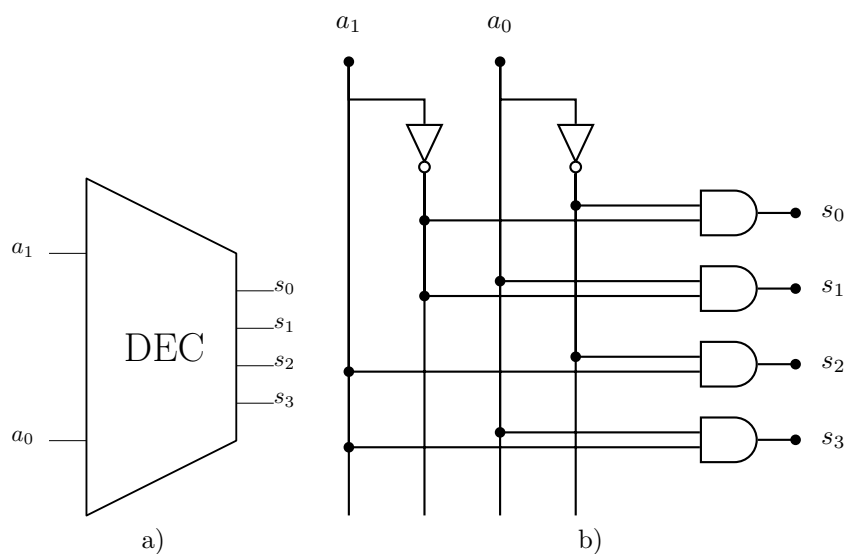 a₁
a₀
DEC
s₀
s₁
s₂
s₃
a)
a₁
a₀
s₀
s₁
s₂
s₃
b)